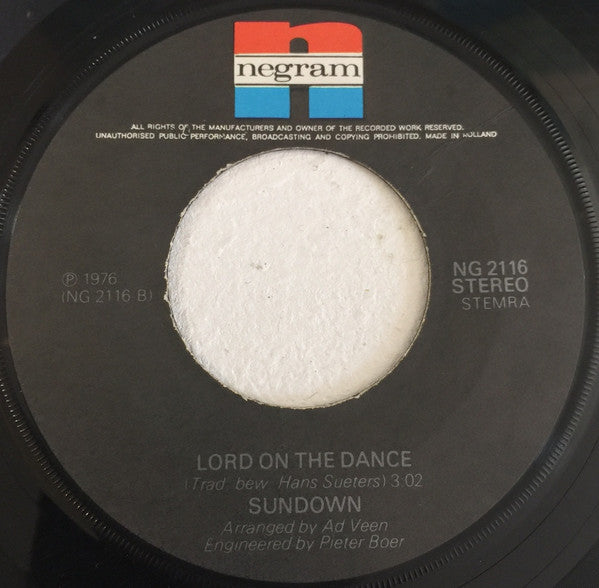 negram
ALL RIGHTS OF THE MANUFACTURERS AND OWNER OF THE RECORDED WORK RESERVED.
UNAUTHORISED PUBLIC PERFORMANCE, BROADCASTING AND COPYING PROHIBITED. MADE IN HOLLAND
℗ 1976
(NG 2116 B)
NG 2116
STEREO
STEMRA
LORD ON THE DANCE
(Trad. bew. Hans Sueters) 3.02
SUNDOWN
Arranged by Ad Veen
Engineered by Pieter Boer